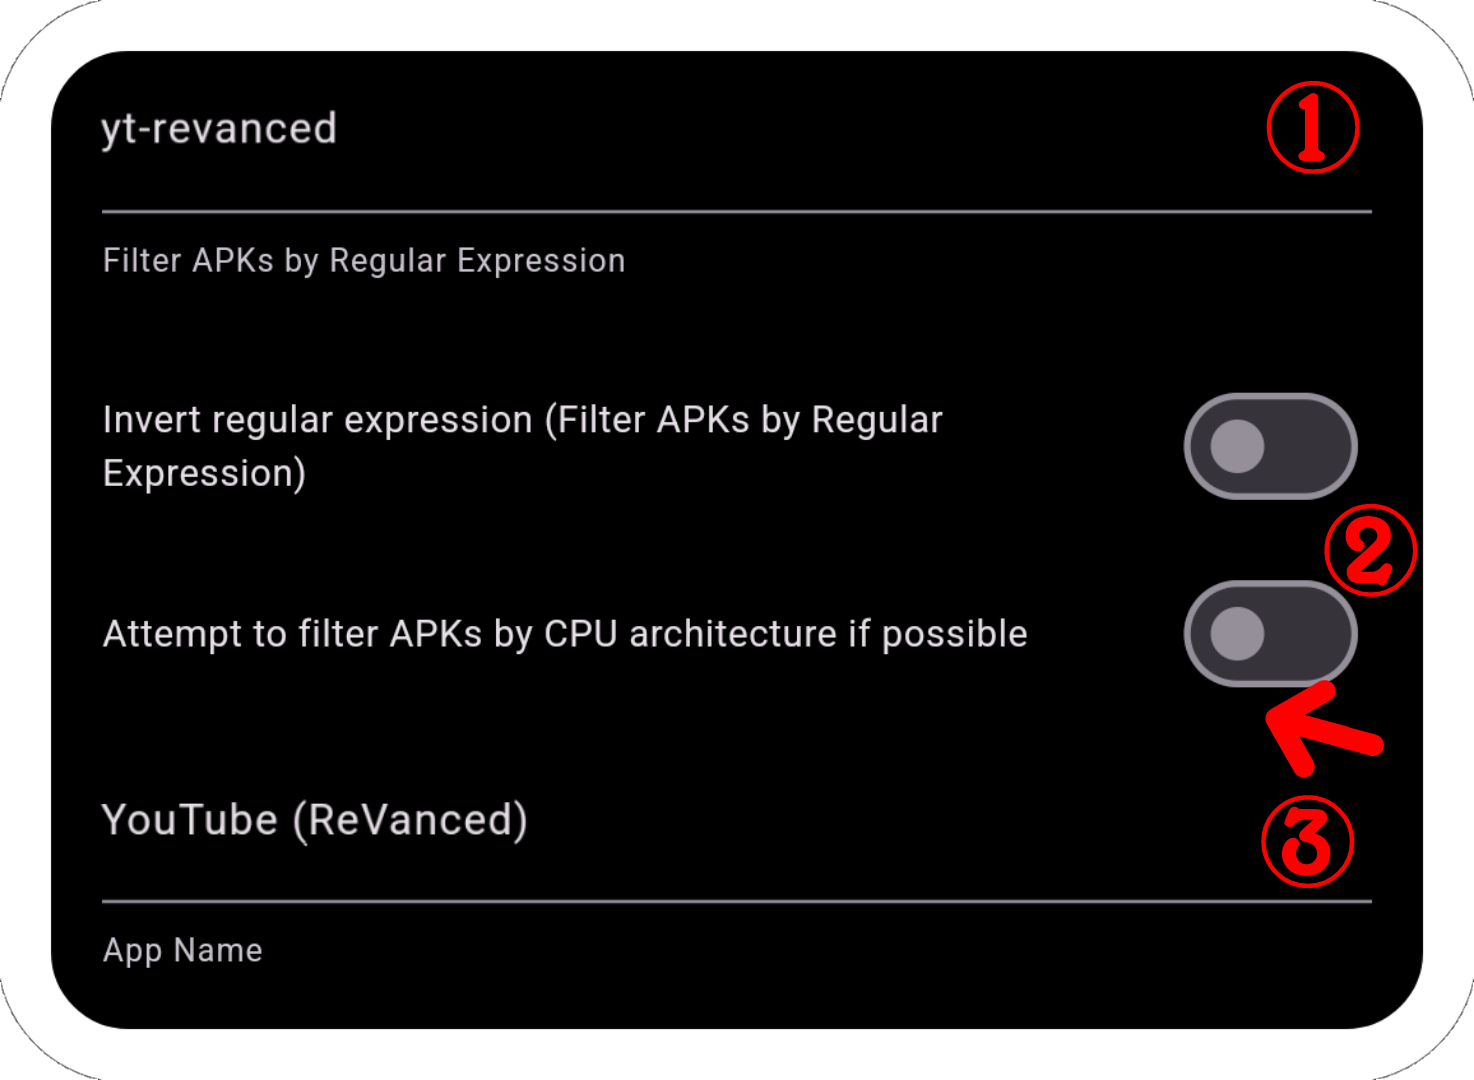 yt-revanced
①
Filter APKs by Regular Expression
Invert regular expression (Filter APKs by Regular
Expression)
②
Attempt to filter APKs by CPU architecture if possible
YouTube (ReVanced)
③
App Name